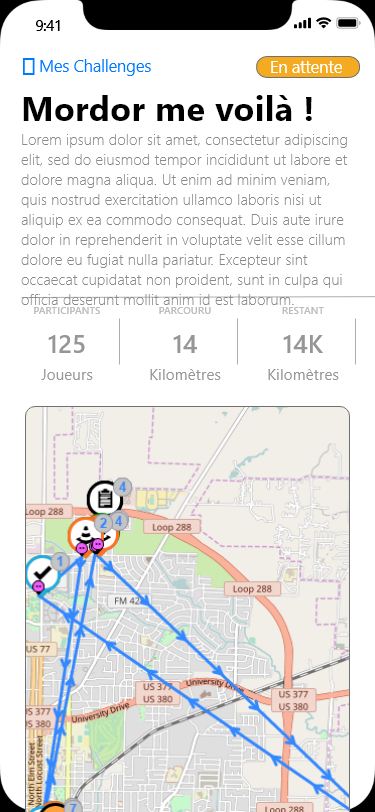 9:41
Mes Challenges
En attente
Mordor me voilà !
Lorem ipsum dolor sit amet, consectetur adipiscing
elit, sed do eiusmod tempor incididunt ut labore et
dolore magna aliqua. Ut enim ad minim veniam,
quis nostrud exercitation ullamco laboris nisi ut
aliquip ex ea commodo consequat. Duis aute irure
dolor in reprehenderit in voluptate velit esse cillum
dolore eu fugiat nulla pariatur. Excepteur sint
occaecat cupidatat non proident, sunt in culpa qui
officia deserunt mollit anim id est laborum.
PARTICIPANTS PARCOURU RESTANT
125 14 14K
Joueurs Kilomètres Kilomètres
4
Loop 288
2 4
Loop 288
1
Loop 288
FM 42
US 77
US 377
US 380
University Drive
US 377
US 380
US 377
US 380
University Drive
North Elm Street
North Locust Street
7
Loop 288